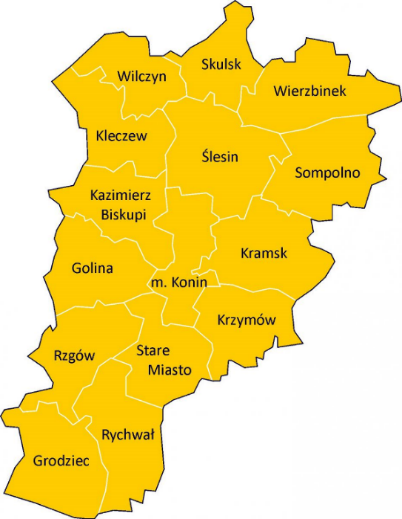 Skulsk
Wilczyn
Wierzbinek
Kleczew
Ślesin
Sompolno
Kazimierz
Biskupi
Kramsk
Golina
m. Konin
Krzymów
Stare
Miasto
Rzgów
Rychwał
Grodziec